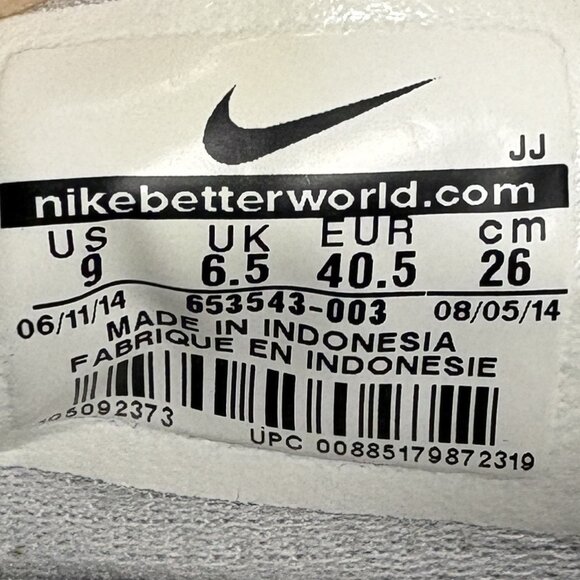 JJ
nikebetterworld.com
US UK EUR cm
9 6.5 40.5 26
06/11/14 653543-003 08/05/14
MADE IN INDONESIA
FABRIQUE EN INDONESIE
5092373
UPC 00885179872319